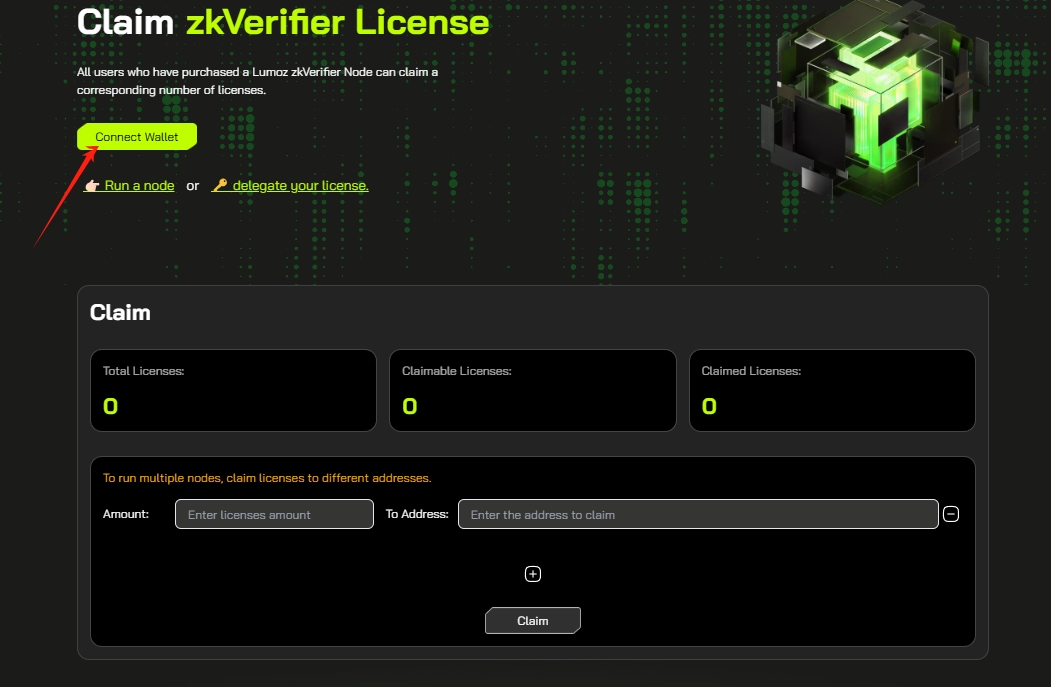 Claim zkVerifier License
All users who have purchased a Lumoz zkVerifier Node can claim a
corresponding number of licenses.
Connect Wallet
👉🏻 Run a node or 🔑 delegate your license.
Claim
Total Licenses:
0
Claimable Licenses:
0
Claimed Licenses:
0
To run multiple nodes, claim licenses to different addresses.
Amount: Enter licenses amount To Address: Enter the address to claim
Claim